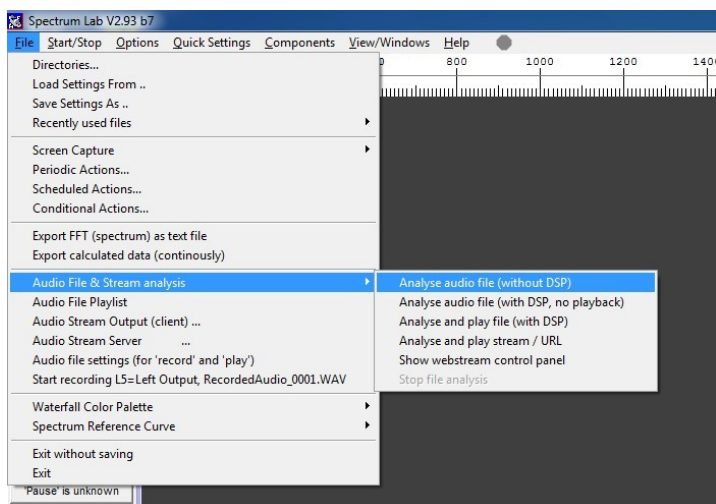 Spectrum Lab V2.93 b7
File Start/Stop Options Quick Settings Components View/Windows Help
800 1000 1200
Directories...
Load Settings From ..
Save Settings As ..
Recently used files
Screen Capture
Periodic Actions...
Scheduled Actions...
Conditional Actions...
Export FFT (spectrum) as text file
Export calculated data (continously)
Audio File & Stream analysis
Analyse audio file (without DSP)
Audio File Playlist
Analyse audio file (with DSP, no playback)
Audio Stream Output (client) ...
Analyse and play file (with DSP)
Audio Stream Server ...
Analyse and play stream / URL
Audio file settings (for 'record' and 'play')
Show webstream control panel
Start recording L5=Left Output, RecordedAudio_0001.WAV
Stop file analysis
Waterfall Color Palette
Spectrum Reference Curve
Exit without saving
Exit
'Pause' is unknown